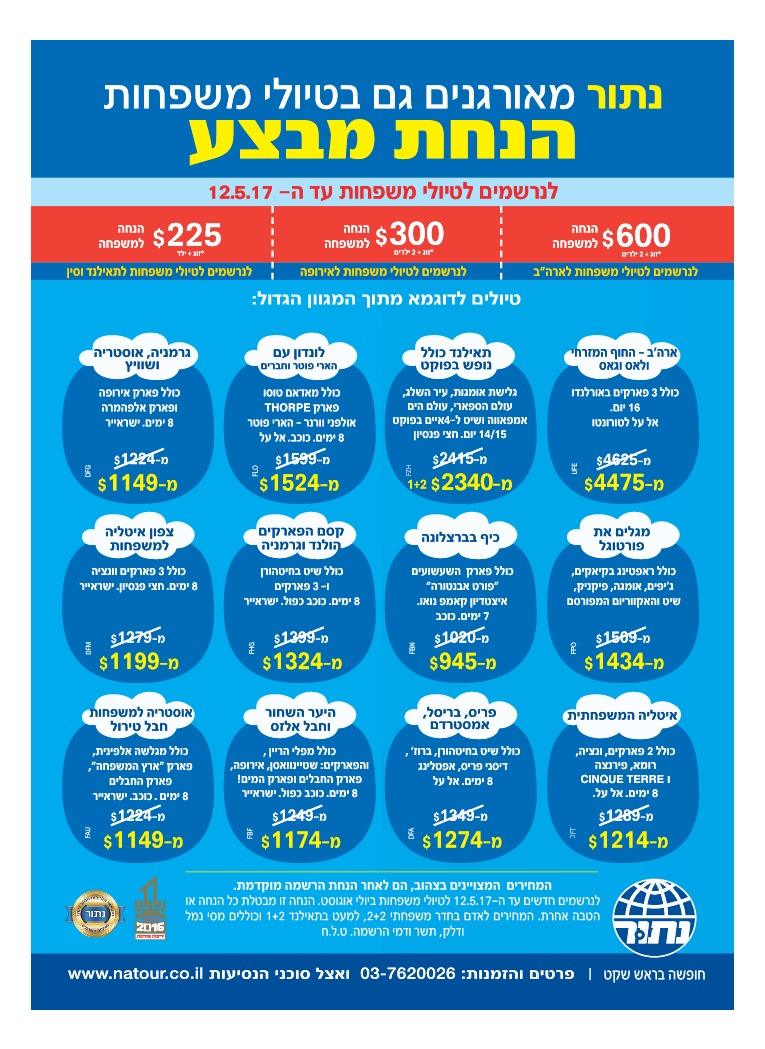 נתור מאורגנים גם בטיולי משפחות
הנחת מבצע
לנרשמים לטיולי משפחות עד ה– 12.5.17
$600 הנחה למשפחה
*זוג + 2 ילדים
לנרשמים לטיולי משפחות לארה"ב
$300 הנחה למשפחה
*זוג + 2 ילדים
לנרשמים לטיולי משפחות לאירופה
$225 הנחה למשפחה
*זוג + ילד
לנרשמים לטיולי משפחות לתאילנד וסין
טיולים לדוגמא מתוך המגוון הגדול:
ארה'ב – החוף המזרחי
ולאס וגאס
כולל 3 פארקים באורלנדו
16 יום.
אל על לטורונטו
מ–4625$
מ–4475$
UFE
תאילנד כולל
נופש בפוקט
גלישת אומגות, עיר השלג,
עולם הספארי, עולם הים
אמפאווה ושיט ל–4איים בפוקט
14/15 יום. חצי פנסיון
מ–2415$
מ–2340$ 1+2
FZH
לונדון עם
הארי פוטר וחברים
כולל מאדאם טוסו
פארק THORPE
אולפני וורנר – הארי פוטר
8 ימים. כוכב. אל על
מ–1599$
מ–1524$
FLO
גרמניה, אוסטריה
ושוויץ
כולל פארק אירופה
ופארק אלפהמרה
8 ימים. ישראייר
מ–1224$
מ–1149$
DFG
מגלים את
פורטוגל
כולל ראפטינג בקיאקים,
ג'יפים, אומגה, פיקניק,
שיט והאקווריום המפורסם
מ–1509$
מ–1434$
FPO
כיף בברצלונה
כולל פארק השעשועים
"פורט אבנטורה"
איצטדיון קאמפ נואו.
7 ימים. כוכב
מ–1020$
מ–945$
FBN
קסם הפארקים
הולנד וגרמניה
כולל שיט בחיטהורן
ו– 3 פארקים
8 ימים. כוכב כפול. ישראייר
מ–1399$
מ–1324$
FHG
צפון איטליה
למשפחות
כולל 3 פארקים וונציה
8 ימים. חצי פנסיון. ישראייר
מ–1279$
מ–1199$
DFM
איטליה המשפחתית
כולל 2 פארקים, ונציה,
רומא, פירנצה
ו CINQUE TERRE
8 ימים. אל על.
מ–1289$
מ–1214$
פריס, בריסל,
אמסטרדם
כולל שיט בחיטהורן, ברוז',
דיסני פריס, אפטלינג
8 ימים. אל על
מ–1349$
מ–1274$
DFA
היער השחור
וחבל אלזס
כולל מפלי הריין,
והפארקים: שטיינוואסן, אירופה,
פארק החבלים ופארק המים!
8 ימים. כוכב כפול. ישראייר
מ–1249$
מ–1174$
FBF
אוסטריה למשפחות
חבל טירול
כולל מגלשה אלפינית,
פארק "ארץ המשפחה",
פארק החבלים
8 ימים . כוכב. ישראייר
מ–1224$
מ–1149$
FAU
המחירים המצויינים בצהוב, הם לאחר הנחת הרשמה מוקדמת.
לנרשמים חדשים עד ה–12.5.17 לטיולי משפחות ביולי אוגוסט. הנחה זו מבטלת כל הנחה או
הטבה אחרת. המחירים לאדם בחדר משפחתי 2+2, למעט בתאילנד 1+2 וכוללים מסי נמל
ודלק, תשר ודמי הרשמה. ט.ל.ח
נתור
נתור
2016
חופשה בראש שקט | פרטים והזמנות: 03-7620026 ואצל סוכני הנסיעות www.natour.co.il